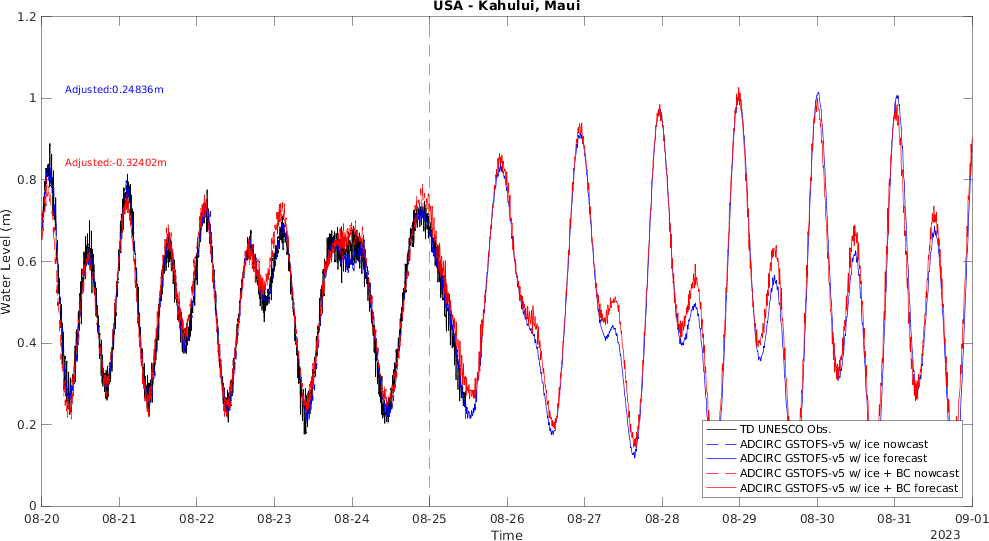 USA - Kahului, Maui
1.2
1
0.8
0.6
0.4
0.2
0
Water Level (m)
Adjusted:0.24836m
Adjusted:-0.32402m
TD UNESCO Obs.
ADCIRC GSTOFS-v5 w/ ice nowcast
ADCIRC GSTOFS-v5 w/ ice forecast
ADCIRC GSTOFS-v5 w/ ice + BC nowcast
ADCIRC GSTOFS-v5 w/ ice + BC forecast
08-20 08-21 08-22 08-23 08-24 08-25 08-26 08-27 08-28 08-29 08-30 08-31 09-01
Time
2023